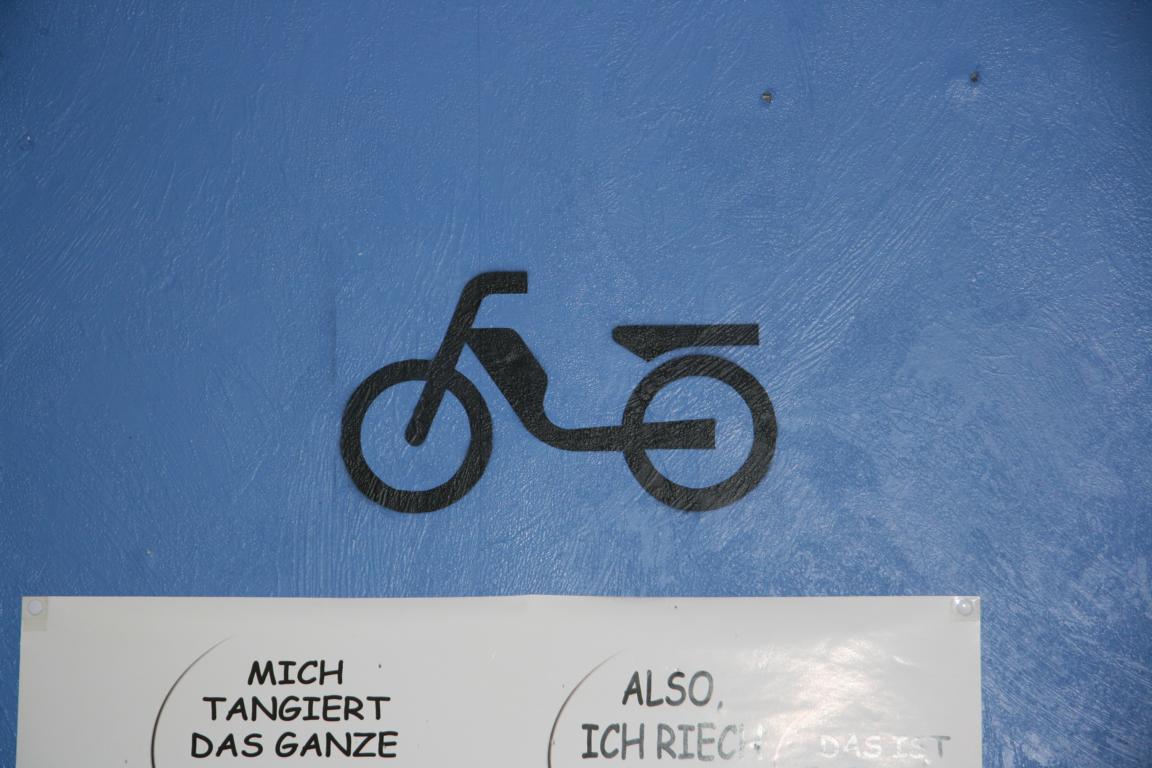 MICH
TANGIERT
DAS GANZE
ALSO,
ICH RIECH
DAS IST